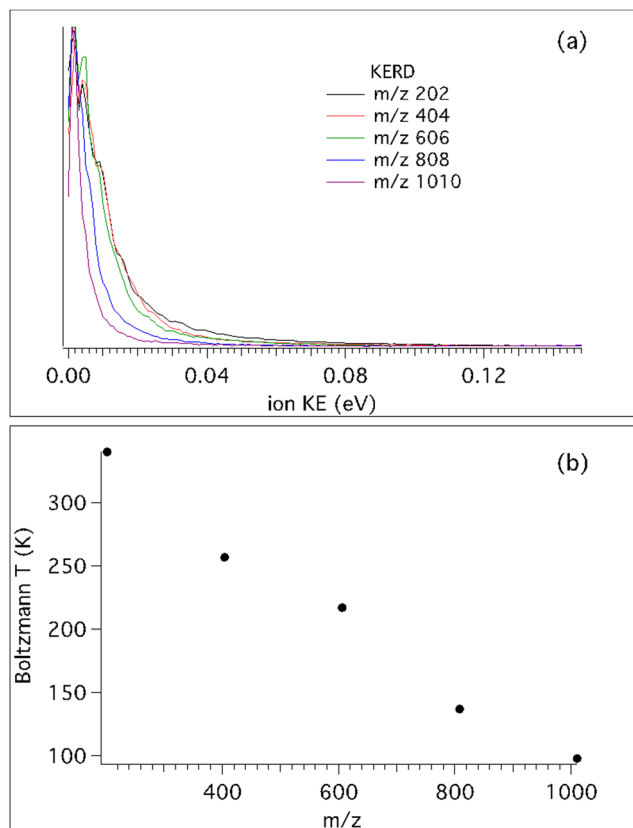 (a)
KERD
m/z 202
m/z 404
m/z 606
m/z 808
m/z 1010
0.00 0.04 0.08 0.12
ion KE (eV)
(b)
Boltzmann T (K)
300
250
200
150
100
400 600 800 1000
m/z